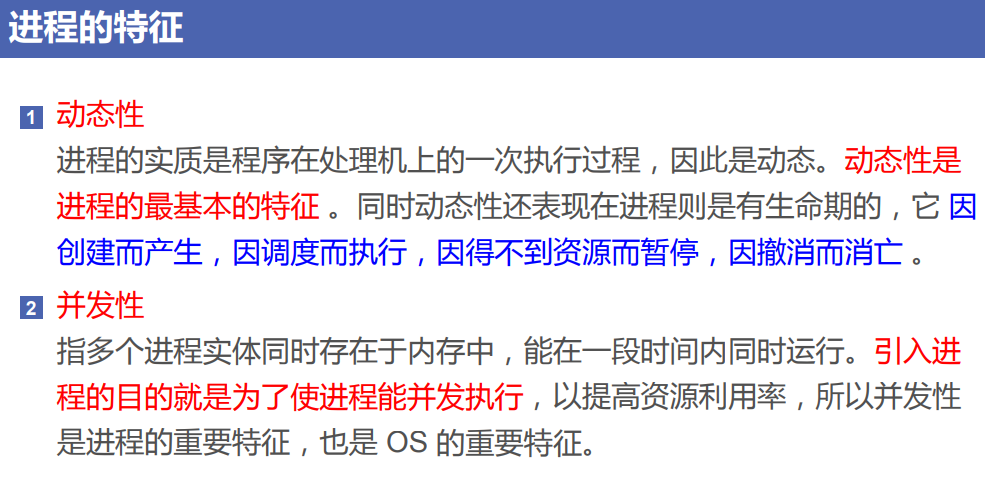 进程的特征
1 动态性
进程的实质是程序在处理机上的一次执行过程，因此是动态。动态性是
进程的最基本的特征 。同时动态性还表现在进程则是有生命期的，它 因
创建而产生，因调度而执行，因得不到资源而暂停，因撤消而消亡 。
2 并发性
指多个进程实体同时存在于内存中，能在一段时间内同时运行。引入进
程的目的就是为了使进程能并发执行，以提高资源利用率，所以并发性
是进程的重要特征，也是 OS 的重要特征。